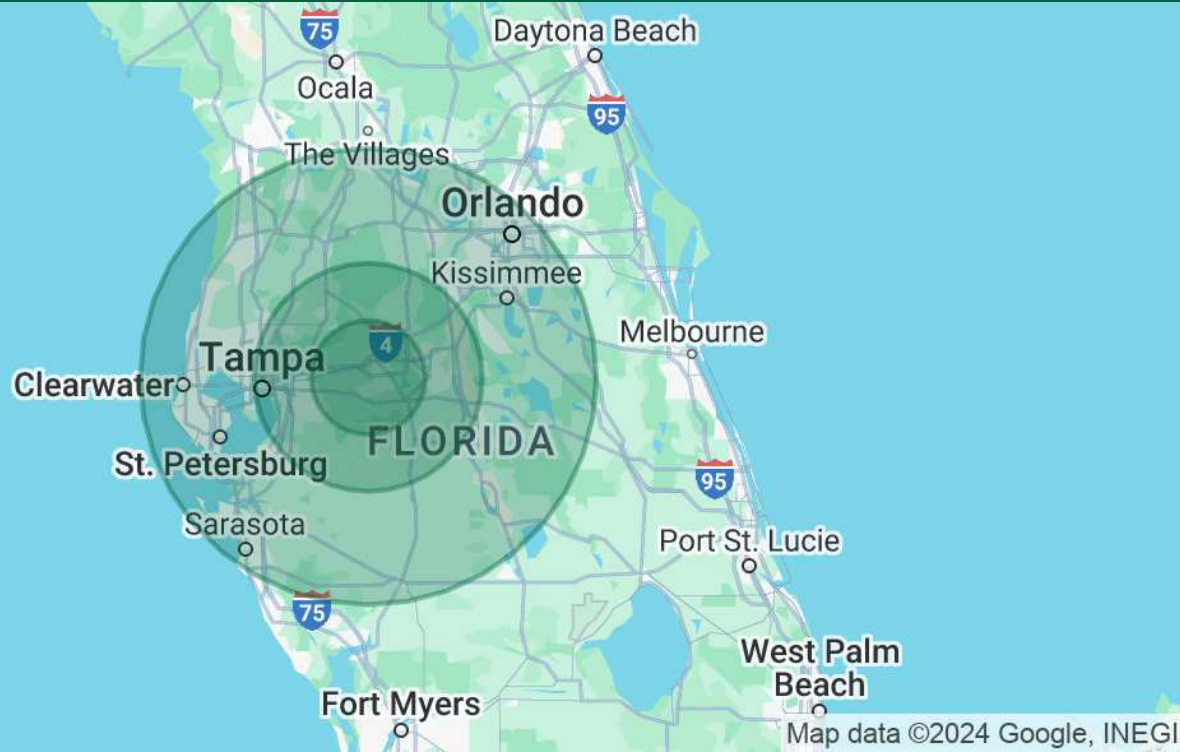 75
Daytona Beach
Ocala
95
The Villages
Orlando
Kissimmee
4
Melbourne
Tampa
Clearwater
FLORIDA
St. Petersburg
95
Sarasota
Port St. Lucie
75
West Palm
Beach
Fort Myers
Map data ©2024 Google, INEGI